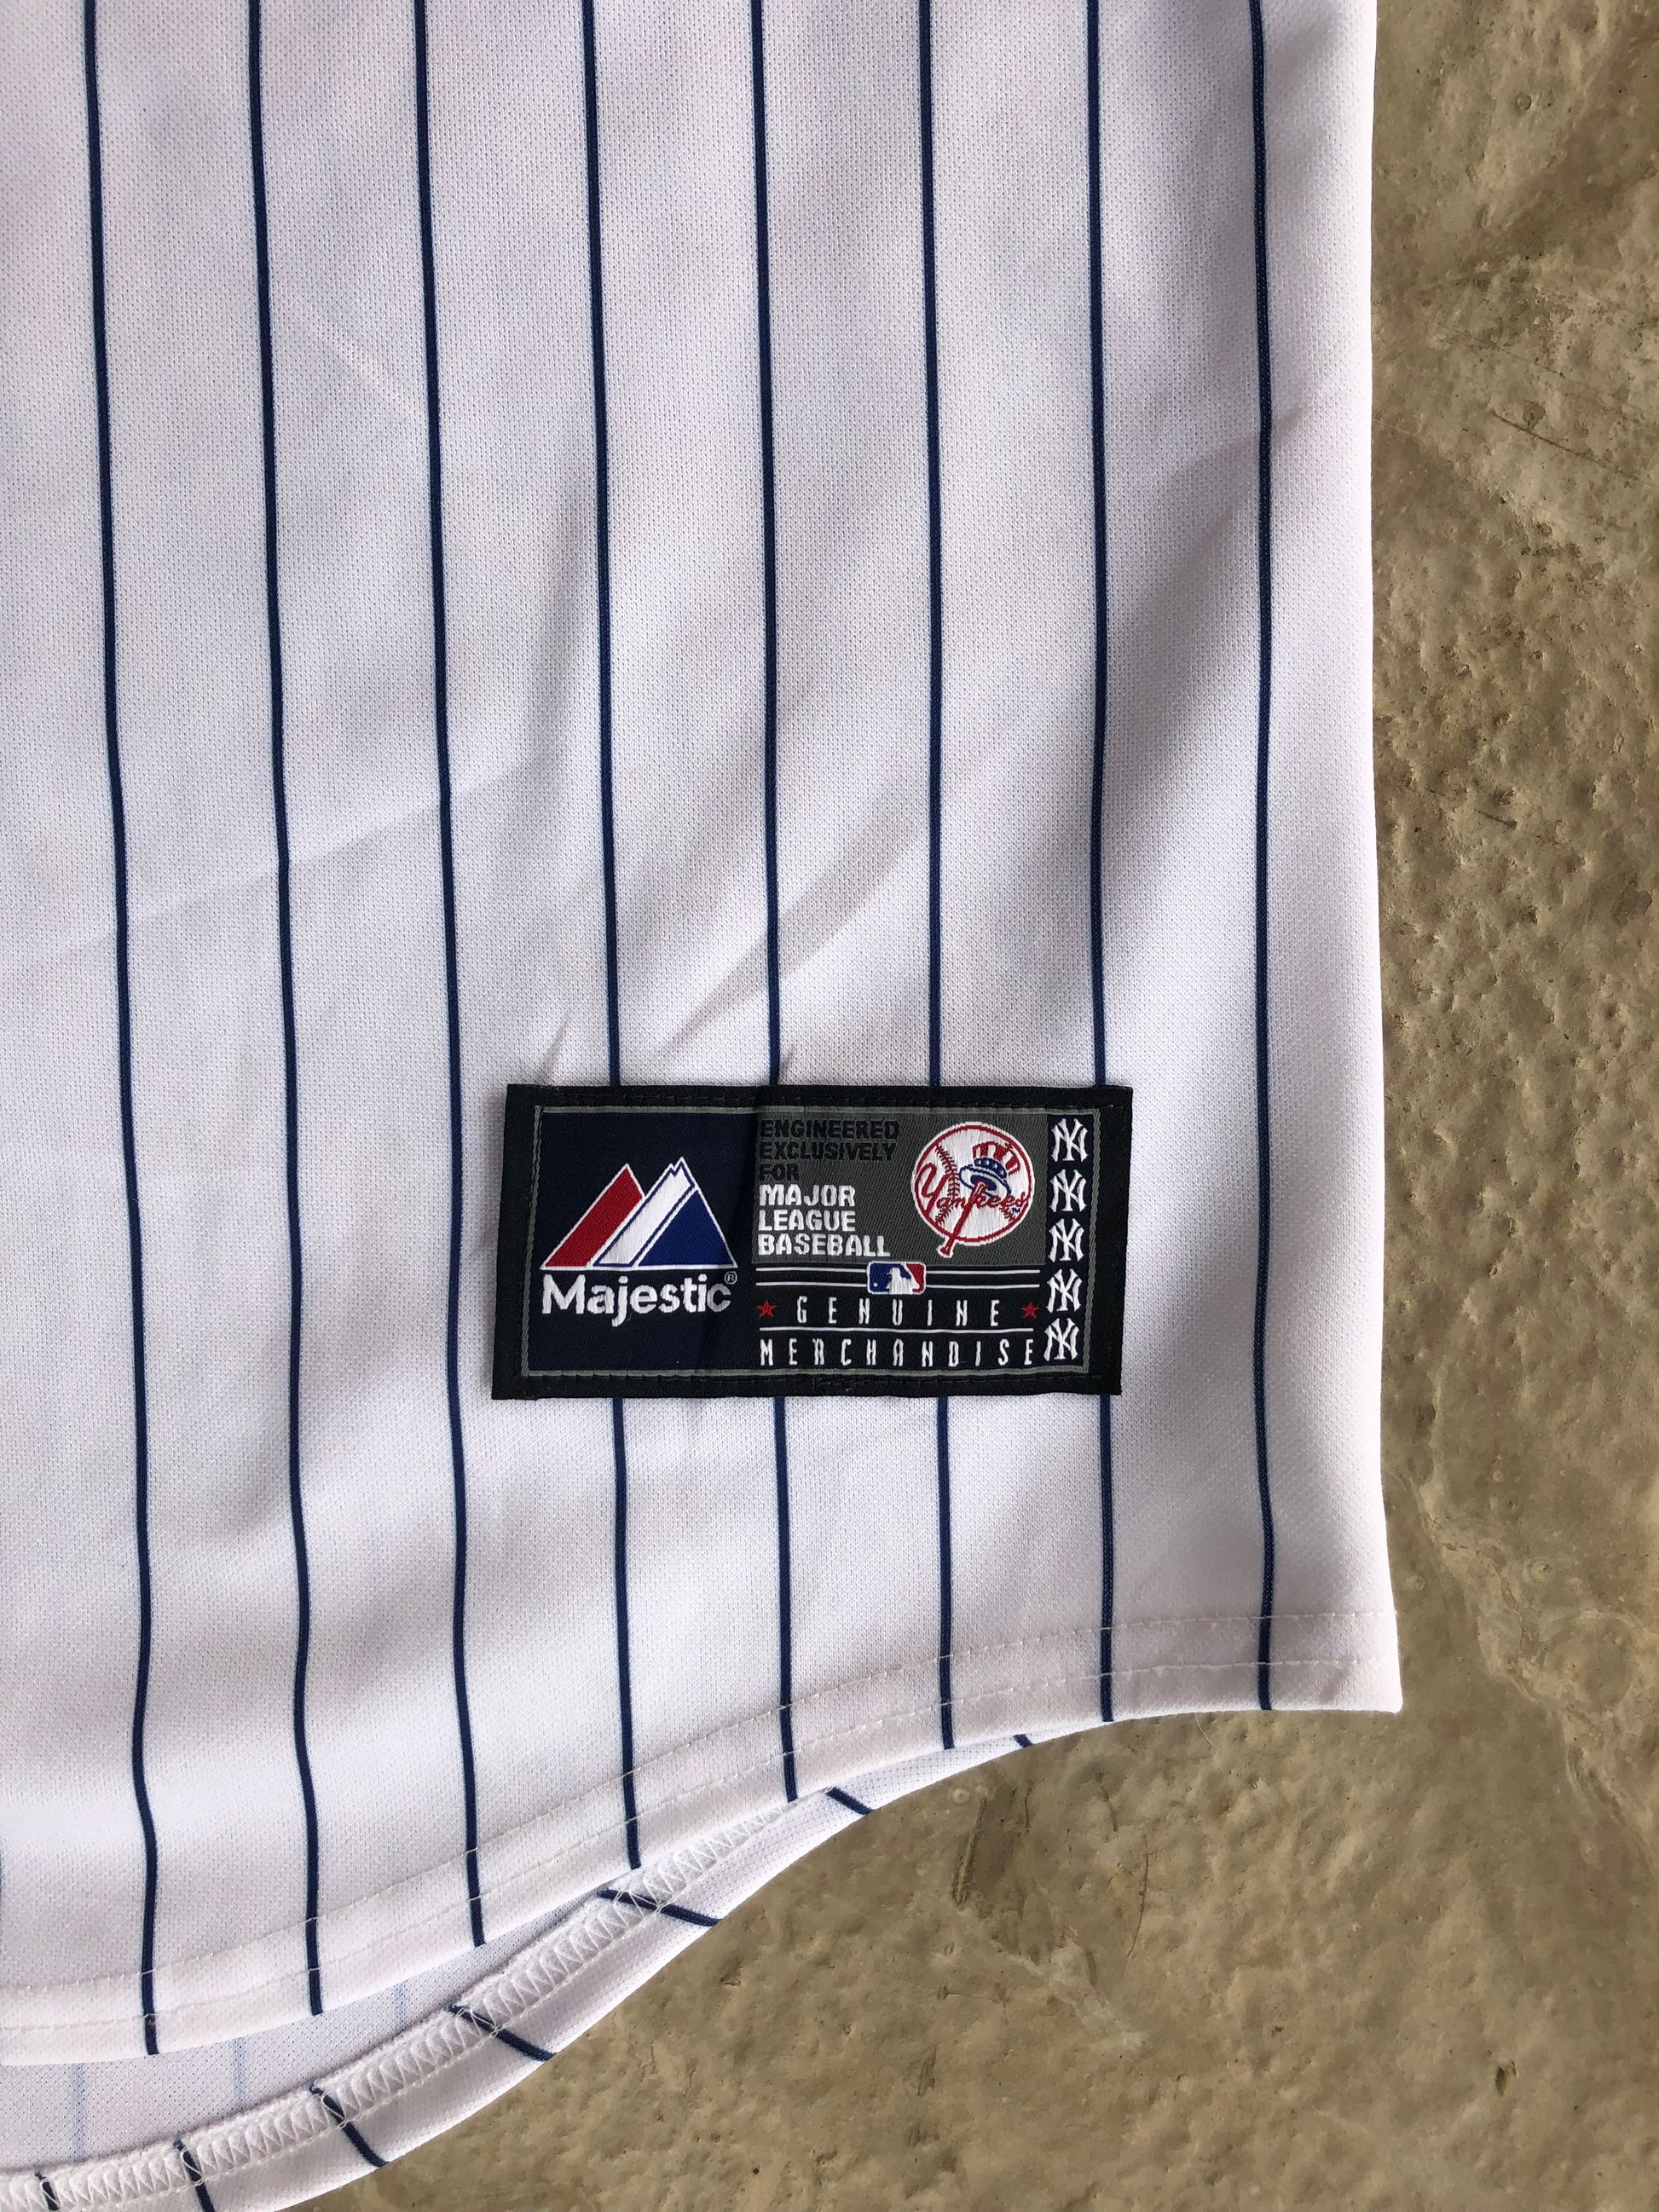 Majestic®
ENGINEERED
EXCLUSIVELY
FOR
MAJOR
LEAGUE
BASEBALL
Yankees
GENUINE
MERCHANDISE
NY
NY
NY
NY
NY